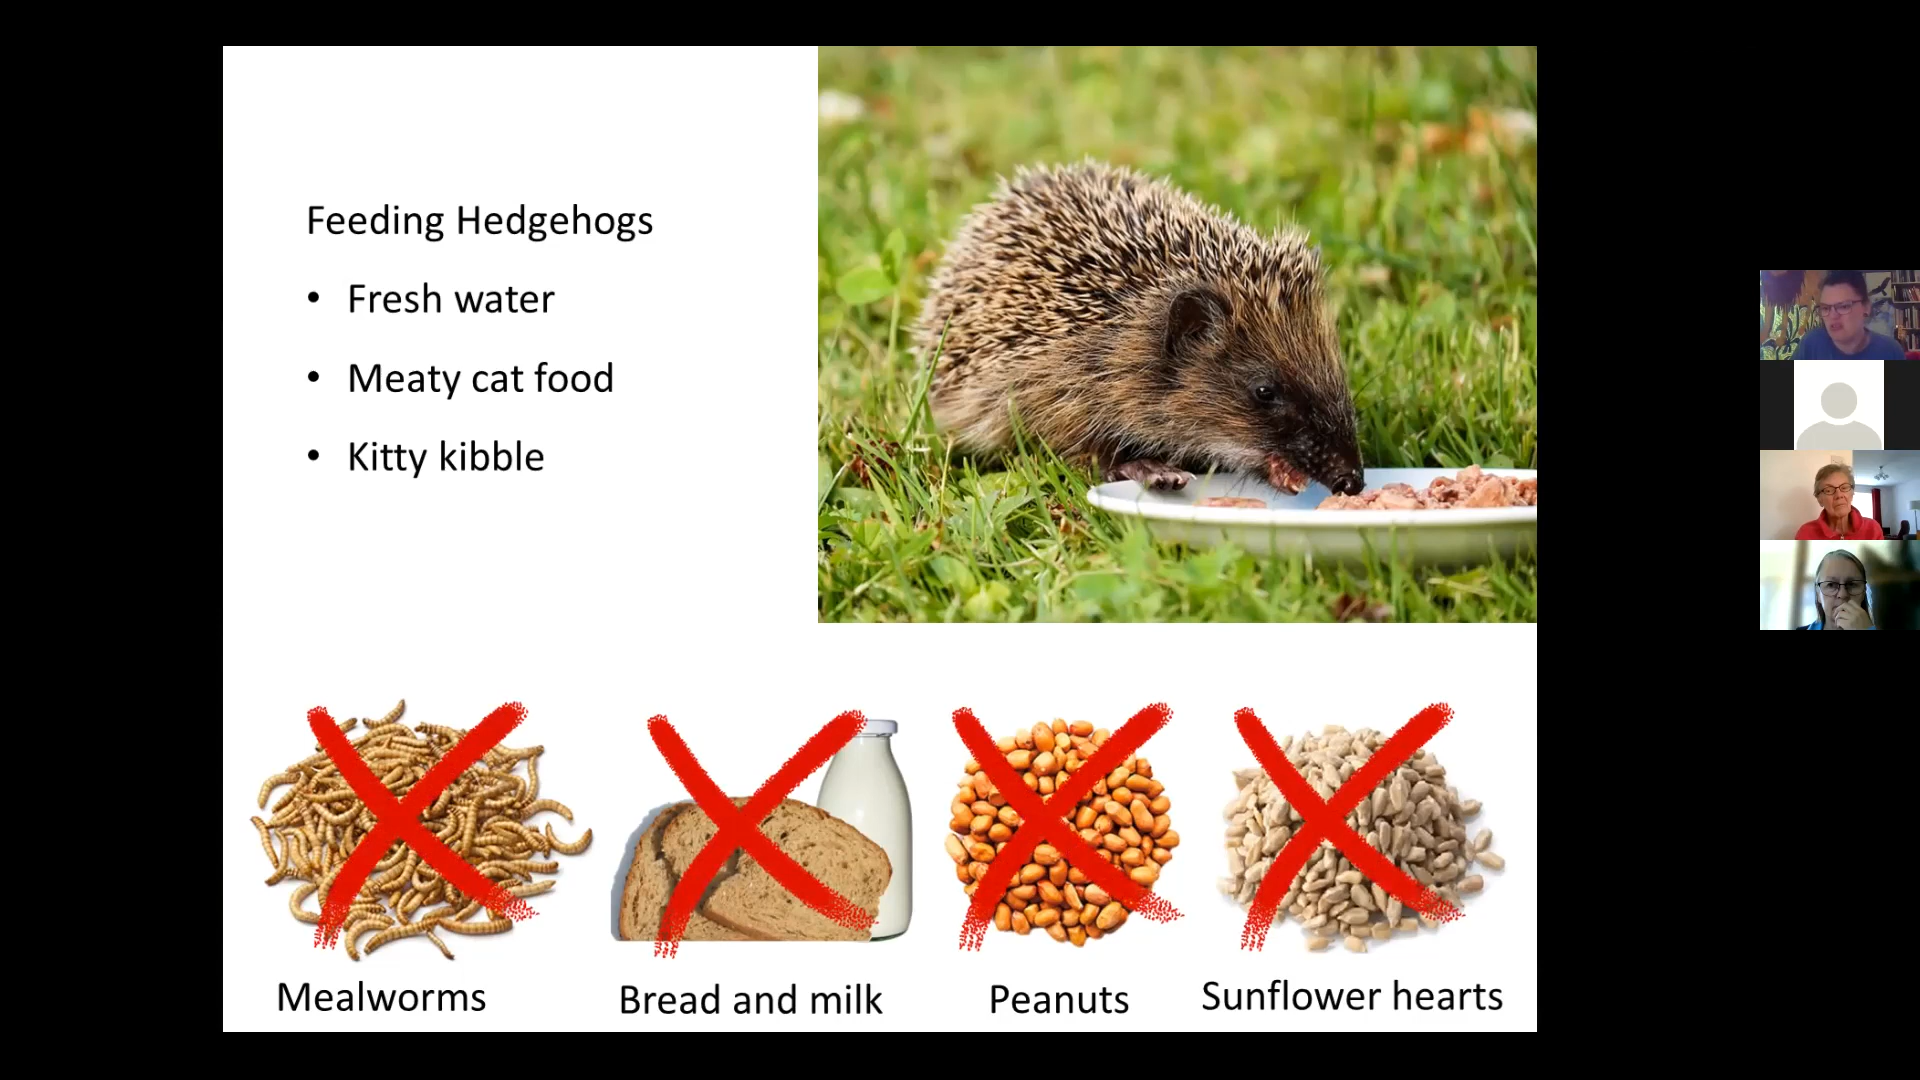 Feeding Hedgehogs
• Fresh water
• Meaty cat food
• Kitty kibble
Mealworms
Bread and milk
Peanuts
Sunflower hearts